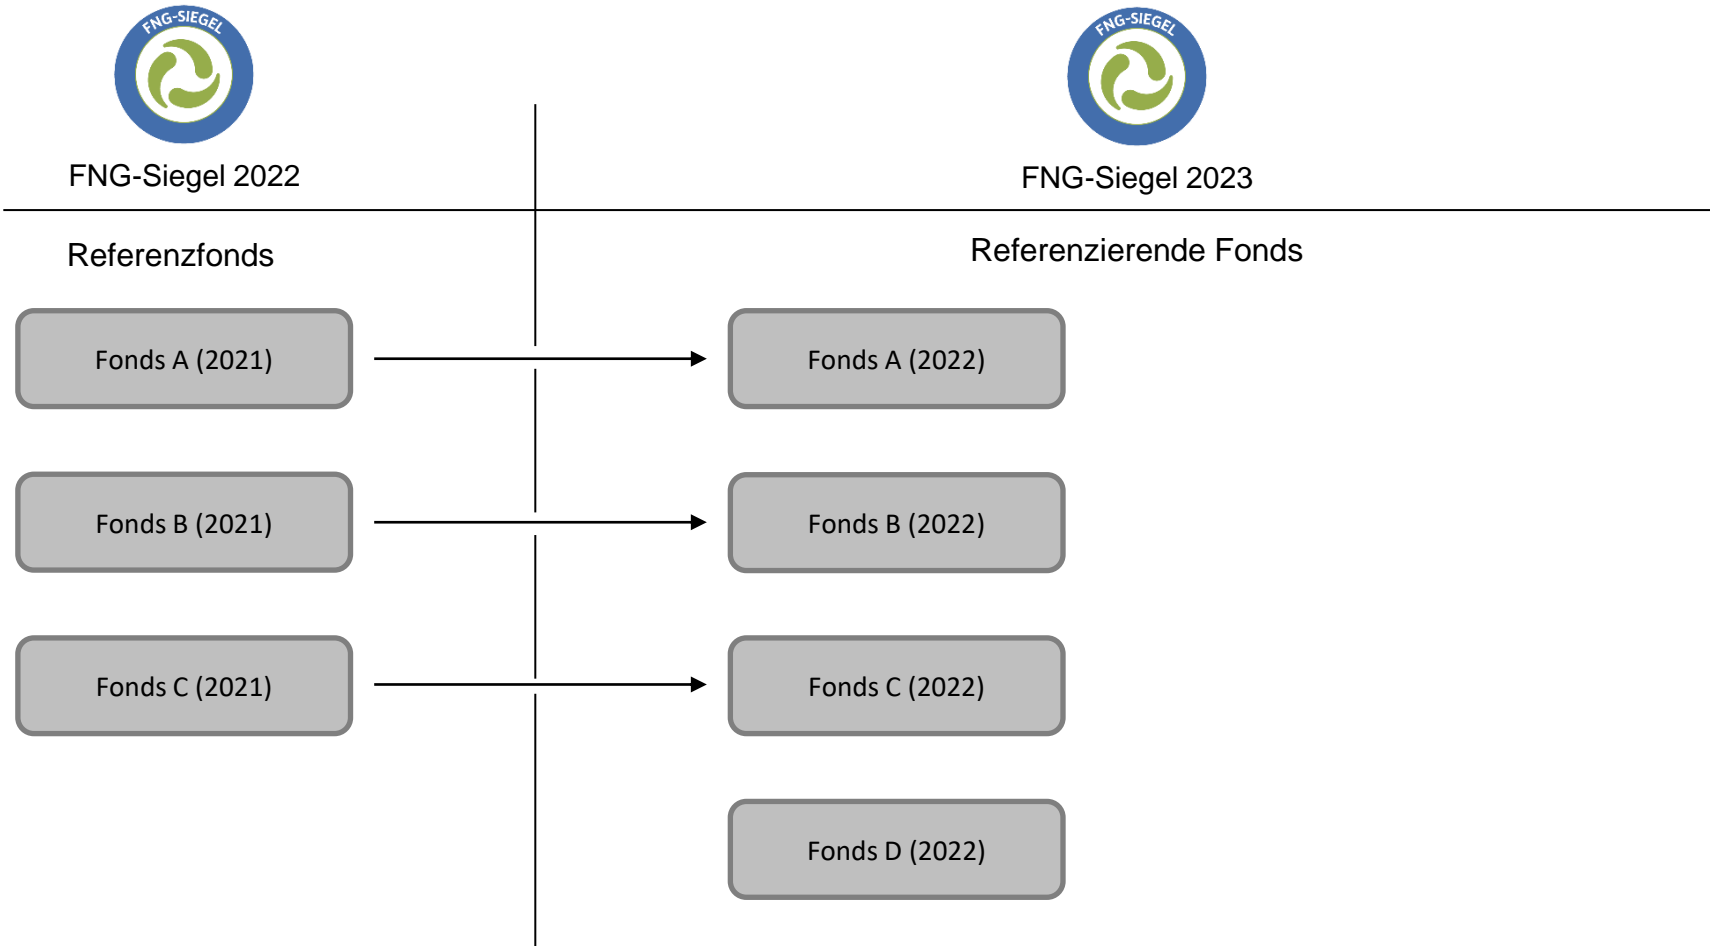 FNG-SIEGEL
FNG-SIEGEL
FNG-Siegel 2022
FNG-Siegel 2023
Referenzfonds
Referenzierende Fonds
Fonds A (2021)
Fonds A (2022)
Fonds B (2021)
Fonds B (2022)
Fonds C (2021)
Fonds C (2022)
Fonds D (2022)